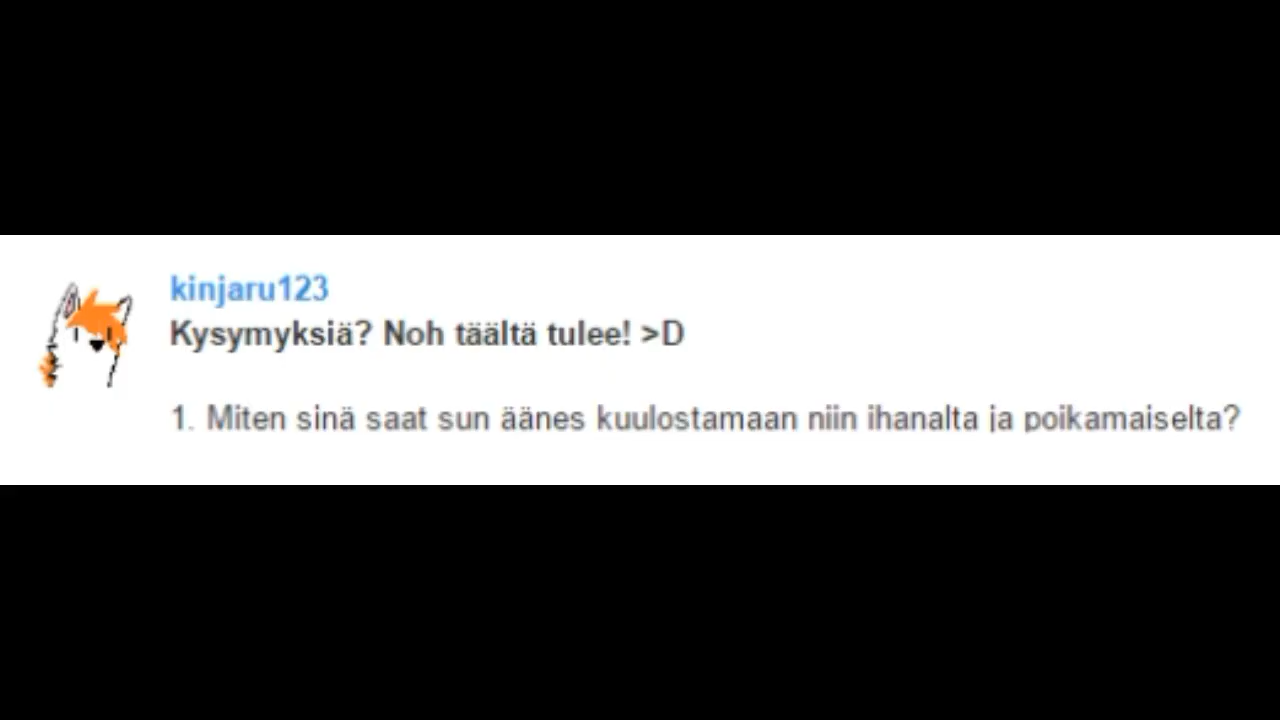 kinjaru123
Kysymyksiä? Noh täältä tulee! >D
1. Miten sinä saat sun äänes kuulostamaan niin ihanalta ja poikamaiselta?